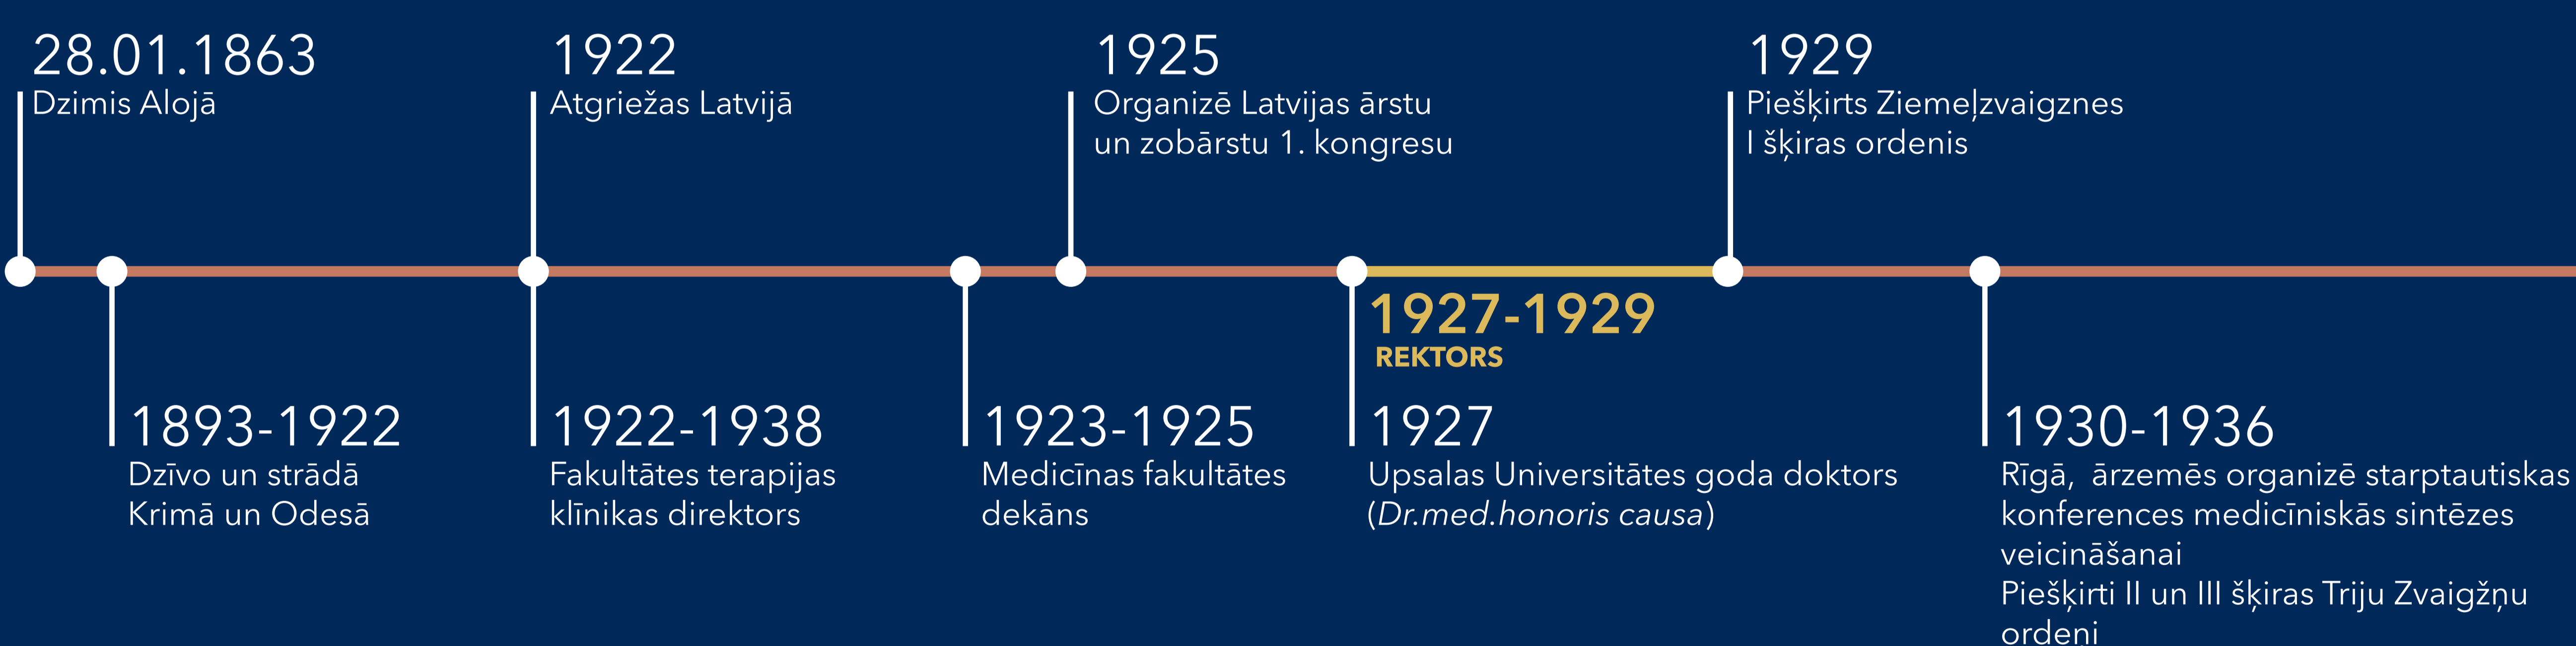 28.01.1863
Dzimis Alojā
1893-1922
Dzīvo un strādā
Krimā un Odesā
1922
Atgriežas Latvijā
1922-1938
Fakultātes terapijas
klīnikas direktors
1923-1925
Medicīnas fakultātes
dekāns
1925
Organizē Latvijas ārstu
un zobārstu 1. kongresu
1927-1929
REKTORS
1927
Upsalas Universitātes goda doktors
(Dr.med.honoris causa)
1929
Piešķirts Ziemeļzvaigznes
I šķiras ordenis
1930-1936
Rīgā, ārzemēs organizē starptautiskas
konferences medicīniskās sintēzes
veicināšanai
Piešķirti II un III šķiras Triju Zvaigžņu
ordeņi